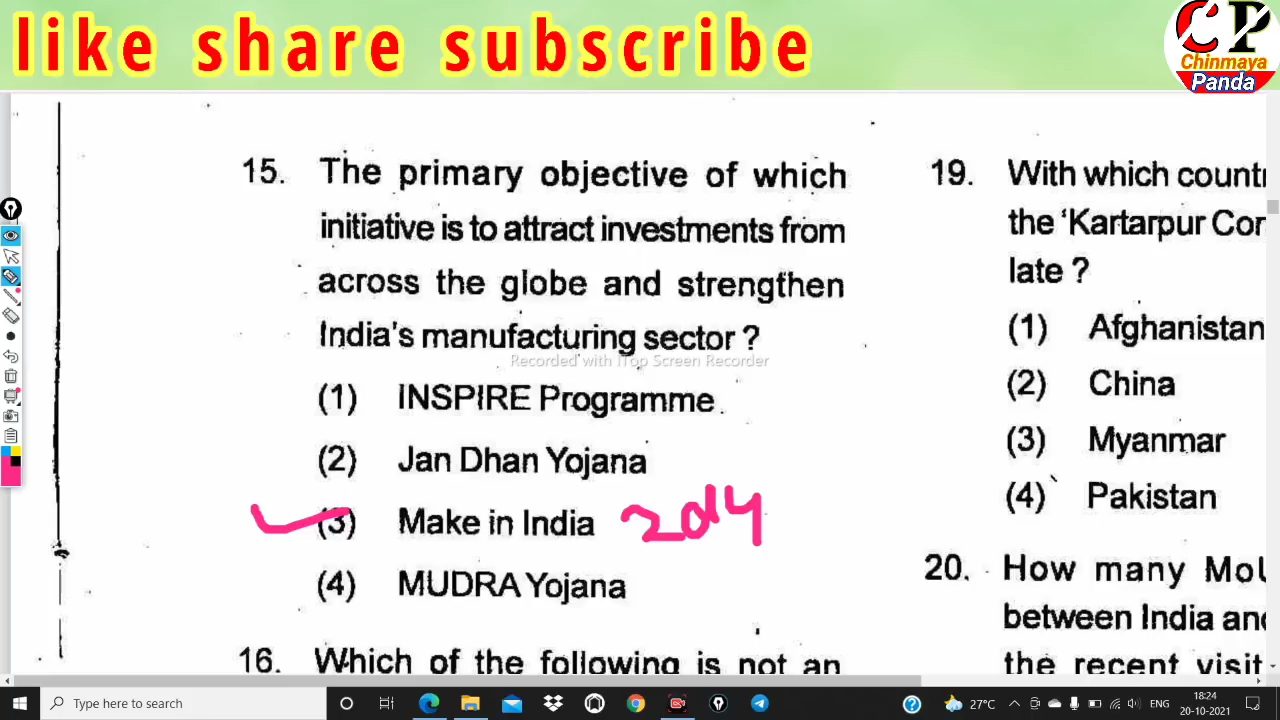 like share subscribe
CP
Chinmaya
Panda
15. The primary objective of which
initiative is to attract investments from
across the globe and strengthen
India's manufacturing sector ?
Recorded with iTop Screen Recorder
(1) INSPIRE Programme
(2) Jan Dhan Yojana
(3) Make in India 2014
(4) MUDRA Yojana
16. Which of the following is not an
19. With which
the 'Kartarpur
late ?
(1) Afghanistan
(2) China
(3) Myanmar
(4) Pakistan
20. How many
between India
the recent visit
Type here to search
27°C
ENG
18:24
20-10-2021